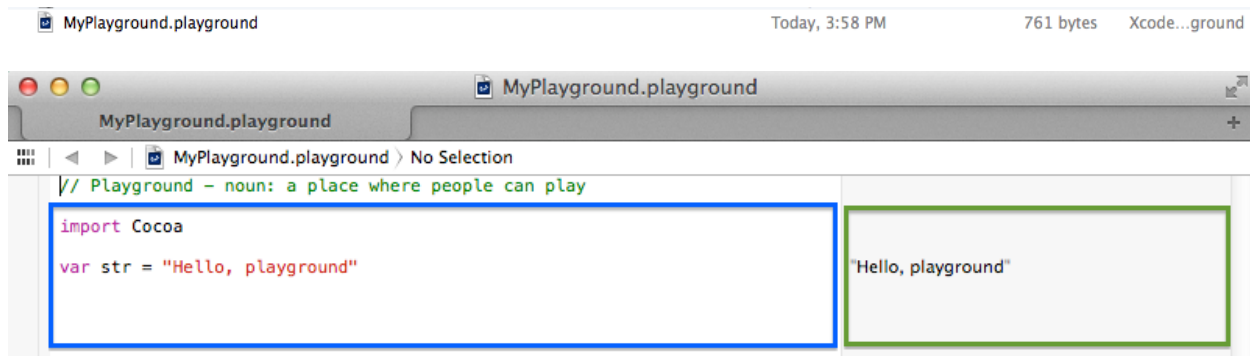 MyPlayground.playground Today, 3:58 PM 761 bytes Xcode...ground
MyPlayground.playground
MyPlayground.playground +
MyPlayground.playground 〉 No Selection
// Playground – noun: a place where people can play
import Cocoa
var str = "Hello, playground" "Hello, playground"